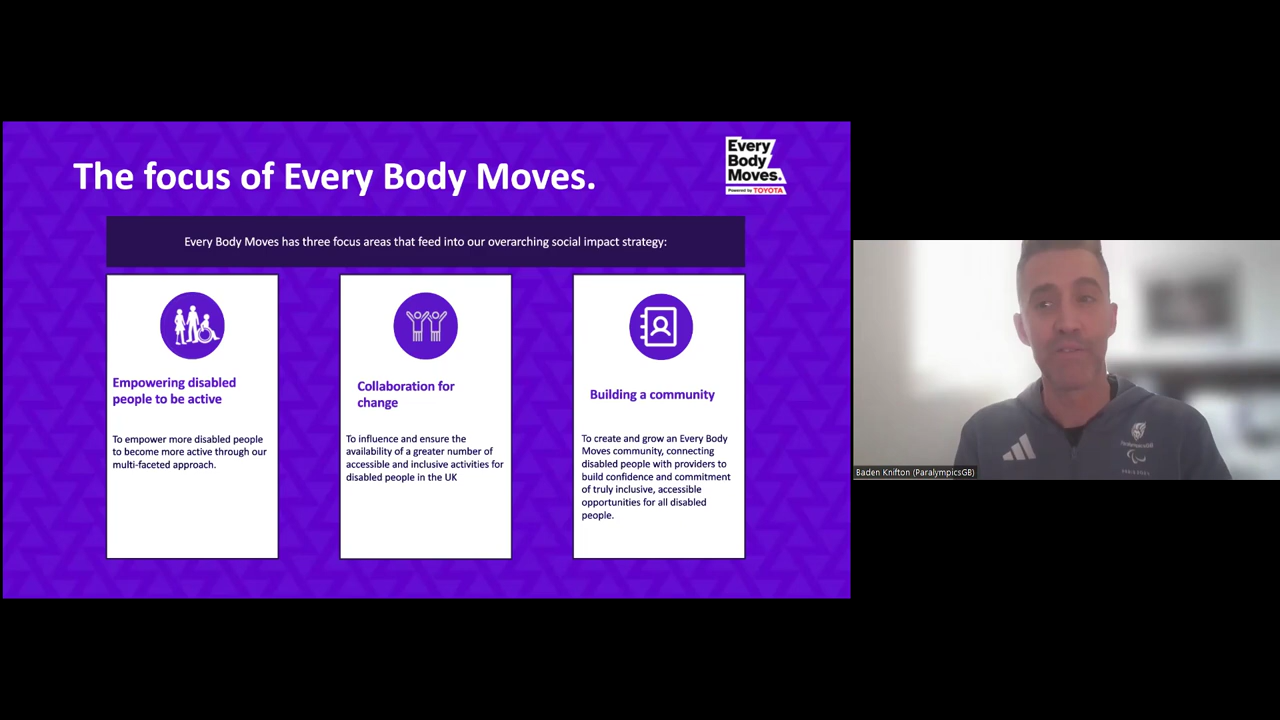 The focus of Every Body Moves.
Every
Body
Moves.
Powered by TOYOTA
Every Body Moves has three focus areas that feed into our overarching social impact strategy:
Empowering disabled
people to be active
To empower more disabled people
to become more active through our
multi-faceted approach.
Collaboration for
change
To influence and ensure the
availability of a greater number of
accessible and inclusive activities for
disabled people in the UK
Building a community
To create and grow an Every Body
Moves community, connecting
disabled people with providers to
build confidence and commitment
of truly inclusive, accessible
opportunities for all disabled
people.
ParalympicsGB
Baden Knifton (ParalympicsGB)